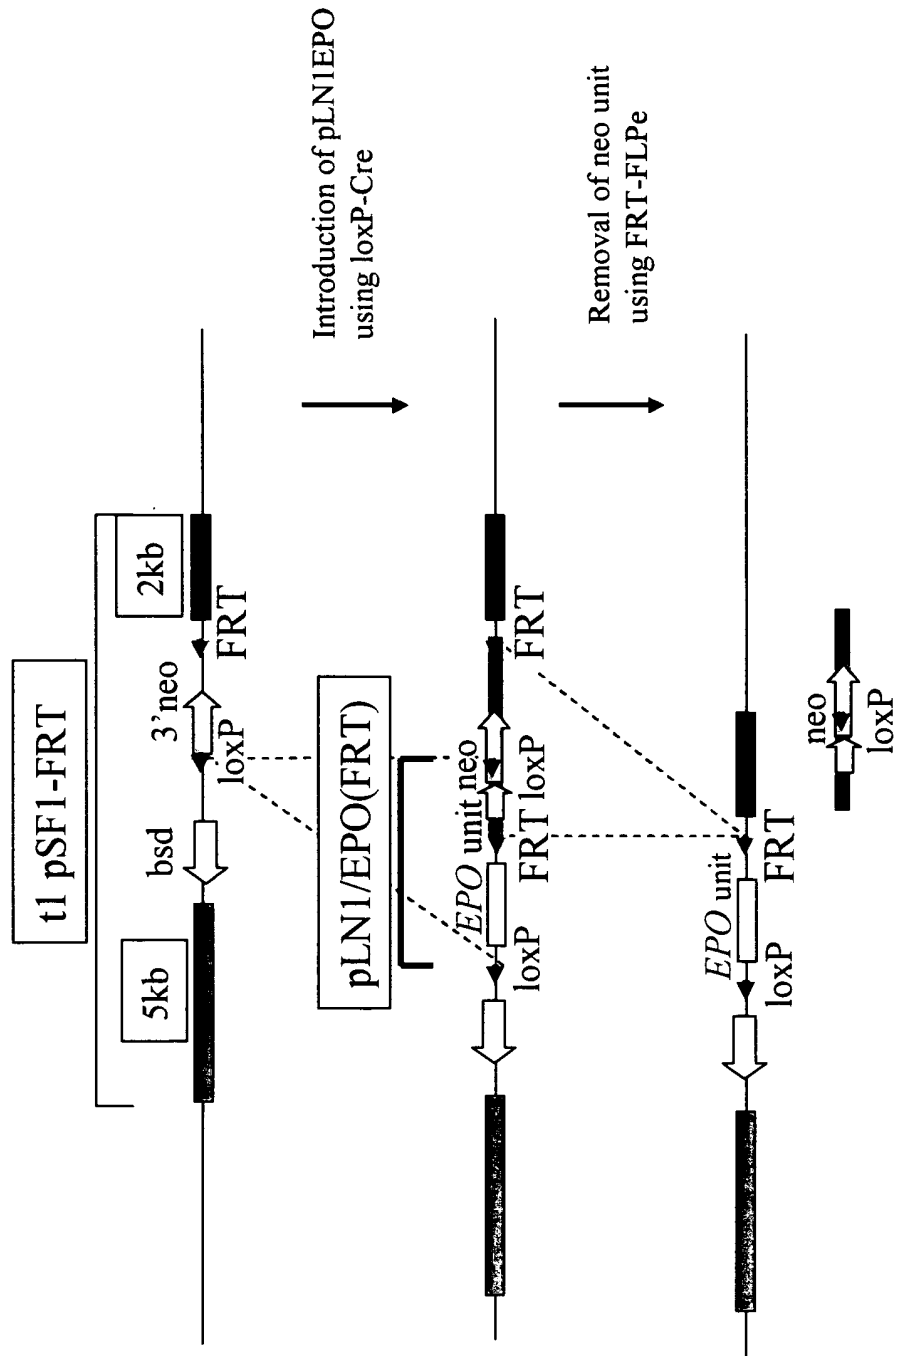 t1 pSF1-FRT
5kb
2kb
bsd
3'neo
loxP
FRT
Introduction of pLN1EPO
using loxP-Cre
pLN1/EPO(FRT)
EPO unit neo
loxP
FRT loxP
FRT
Removal of neo unit
using FRT-FLPe
EPO unit
loxP
FRT
neo
loxP